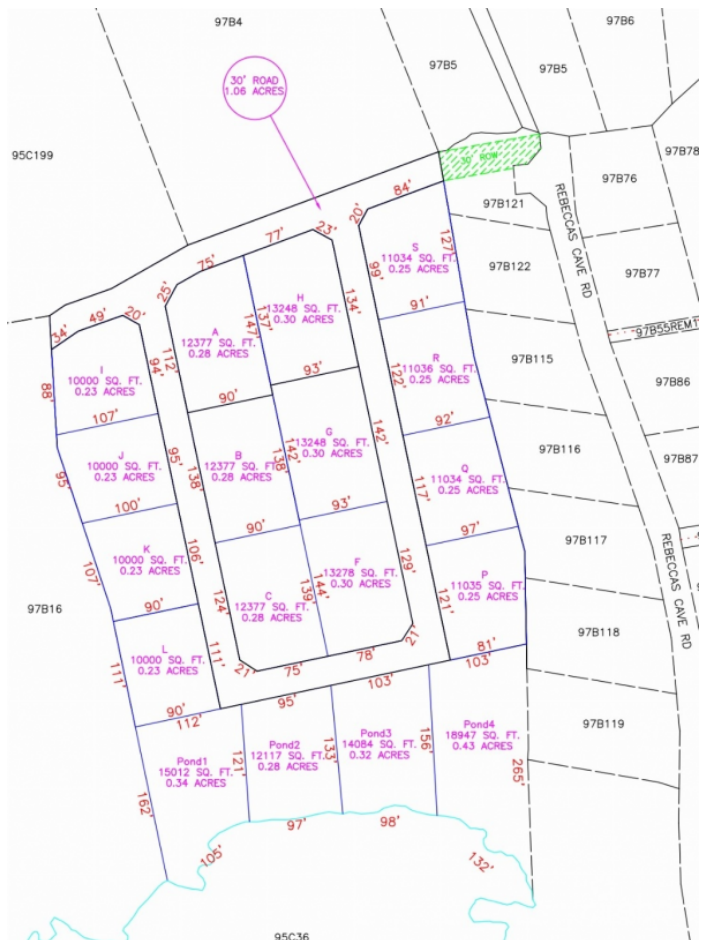 97B4
97B6
97B5
97B5
30' ROAD
1.06 ACRES
95C199
30' ROW
97B78
97B76
REBECCAS CAVE RD
84'
97B121
20'
77'
23'
75'
S
11034 SQ. FT.
0.25 ACRES
127'
99'
97B122
97B77
H
13248 SQ. FT.
0.30 ACRES
134'
137'
147'
25'
A
12377 SQ. FT.
0.28 ACRES
112'
91'
97B55REM1
49'
20'
34'
94'
I
10000 SQ. FT.
0.23 ACRES
88'
R
11036 SQ. FT.
0.25 ACRES
122'
97B115
97B86
93'
90'
107'
92'
G
13248 SQ. FT.
0.30 ACRES
142'
142'
138'
B
12377 SQ. FT.
0.28 ACRES
138'
J
10000 SQ. FT.
0.23 ACRES
95'
95'
97B116
97B87
Q
11034 SQ. FT.
0.25 ACRES
117'
93'
90'
100'
97'
97B117
REBECCAS CAVE RD
K
10000 SQ. FT.
0.23 ACRES
106'
107'
F
13278 SQ. FT.
0.30 ACRES
129'
144'
139'
C
12377 SQ. FT.
0.28 ACRES
124'
P
11035 SQ. FT.
0.25 ACRES
121'
97B16
90'
97B118
L
10000 SQ. FT.
0.23 ACRES
111'
111'
21'
75'
78'
21'
81'
103'
103'
95'
90'
112'
97B119
Pond1
15012 SQ. FT.
0.34 ACRES
162'
121'
Pond2
12117 SQ. FT.
0.28 ACRES
133'
Pond3
14084 SQ. FT.
0.32 ACRES
156'
Pond4
18947 SQ. FT.
0.43 ACRES
265'
97'
98'
105'
132'
95C36